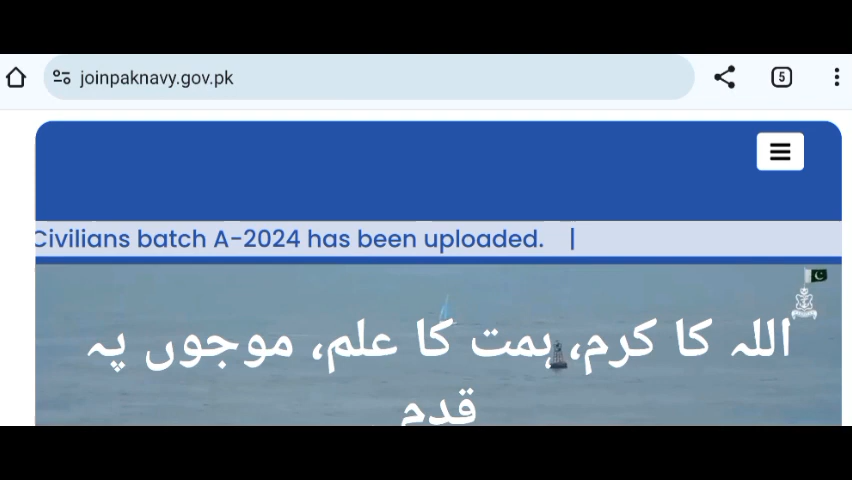 joinpaknavy.gov.pk
5
Civilians batch A-2024 has been uploaded. |
اللہ کا کرم، ہمت کا علم، موجوں پہ
قدم